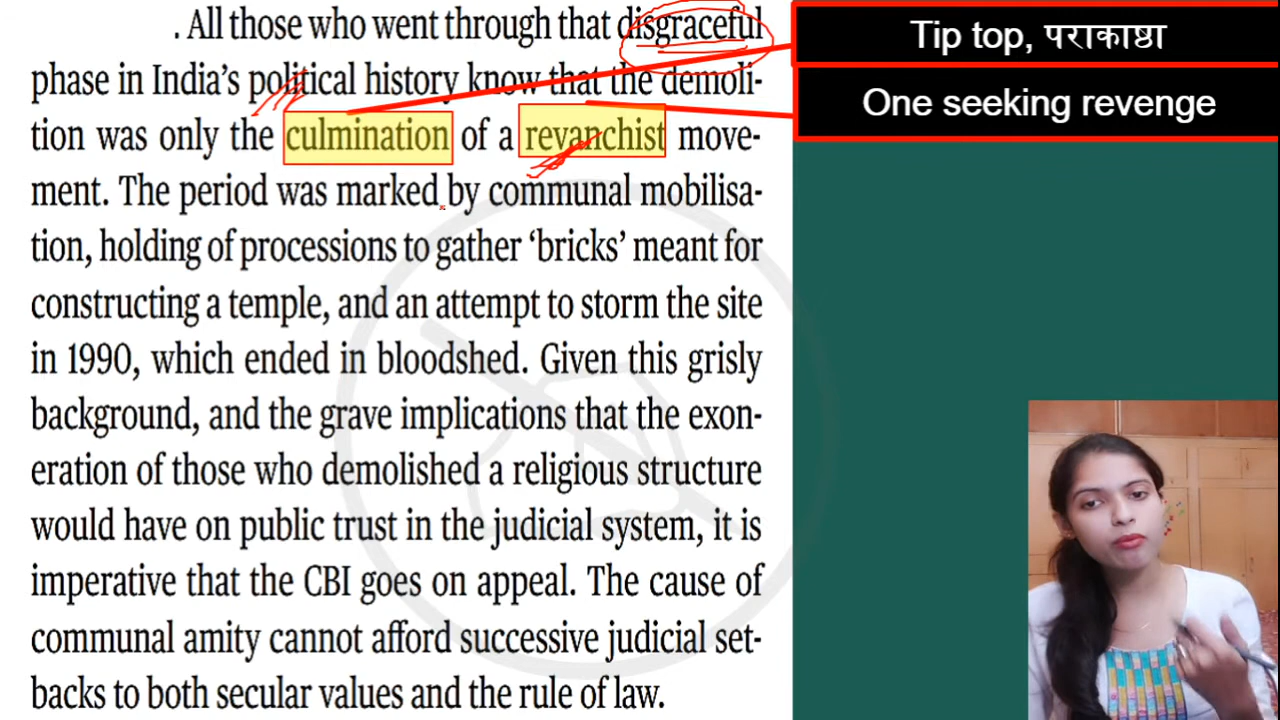 . All those who went through that disgraceful
phase in India's political history know that the demoli-
tion was only the culmination of a revanchist move-
ment. The period was marked by communal mobilisa-
tion, holding of processions to gather ‘bricks’ meant for
constructing a temple, and an attempt to storm the site
in 1990, which ended in bloodshed. Given this grisly
background, and the grave implications that the exon-
eration of those who demolished a religious structure
would have on public trust in the judicial system, it is
imperative that the CBI goes on appeal. The cause of
communal amity cannot afford successive judicial set-
backs to both secular values and the rule of law.
Tip top, पराकाष्ठा
One seeking revenge